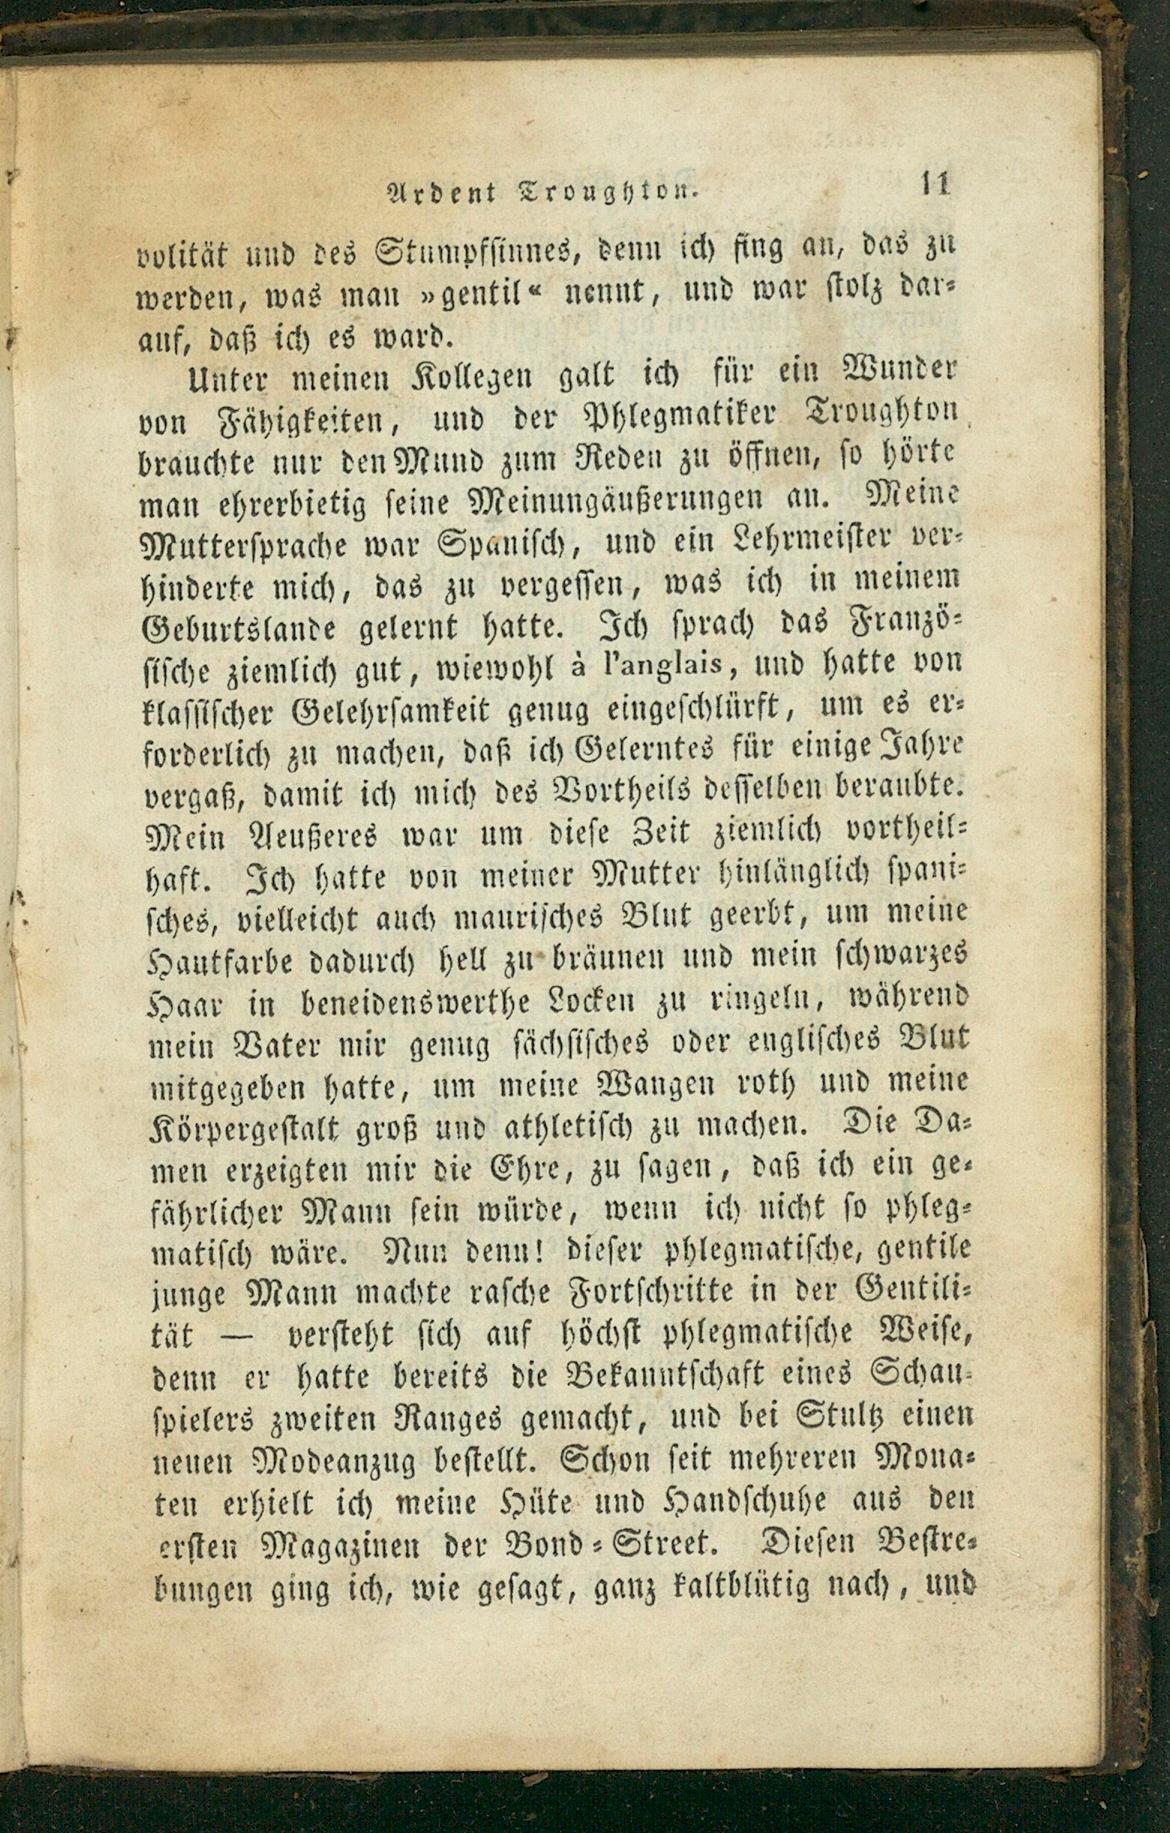 Ardent Troughton. 11
volität und des Stumpfsinnes, denn ich fing an, das zu
werden, was man »gentil« nennt, und war stolz dar-
auf, daß ich es ward.
Unter meinen Kollegen galt ich für ein Wunder
von Fähigkeiten, und der Phlegmatiker Troughton
brauchte nur den Mund zum Reden zu öffnen, so hörte
man ehrerbietig seine Meinungäußerungen an. Meine
Muttersprache war Spanisch, und ein Lehrmeister ver-
hinderte mich, das zu vergessen, was ich in meinem
Geburtslande gelernt hatte. Ich sprach das Franzö-
sische ziemlich gut, wiewohl à l'anglais, und hatte von
klassischer Gelehrsamkeit genug eingeschlürft, um es er-
forderlich zu machen, daß ich Gelerntes für einige Jahre
vergaß, damit ich mich des Vortheils desselben beraubte.
Mein Aeußeres war um diese Zeit ziemlich vortheil-
haft. Ich hatte von meiner Mutter hinlänglich spani-
sches, vielleicht auch maurisches Blut geerbt, um meine
Hautfarbe dadurch hell zu bräunen und mein schwarzes
Haar in beneidenswerthe Locken zu ringeln, während
mein Vater mir genug sächsisches oder englisches Blut
mitgegeben hatte, um meine Wangen roth und meine
Körpergestalt groß und athletisch zu machen. Die Da-
men erzeigten mir die Ehre, zu sagen, daß ich ein ge-
fährlicher Mann sein würde, wenn ich nicht so phleg-
matisch wäre. Nun denn! dieser phlegmatische, gentile
junge Mann machte rasche Fortschritte in der Gentili-
tät — versteht sich auf höchst phlegmatische Weise,
denn er hatte bereits die Bekanntschaft eines Schau-
spielers zweiten Ranges gemacht, und bei Stultz einen
neuen Modeanzug bestellt. Schon seit mehreren Mona-
ten erhielt ich meine Hüte und Handschuhe aus den
ersten Magazinen der Bond-Street. Diesen Bestre-
bungen ging ich, wie gesagt, ganz kaltblütig nach, und